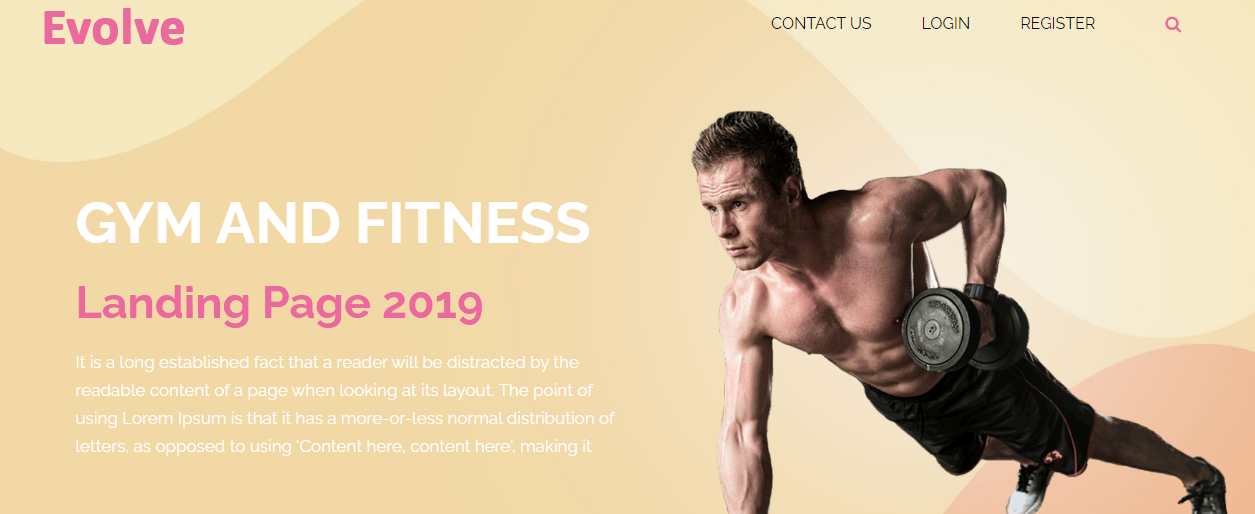 Evolve
CONTACT US LOGIN REGISTER
GYM AND FITNESS
Landing Page 2019
It is a long established fact that a reader will be distracted by the
readable content of a page when looking at its layout. The point of
using Lorem Ipsum is that it has a more-or-less normal distribution of
letters, as opposed to using 'Content here, content here', making it